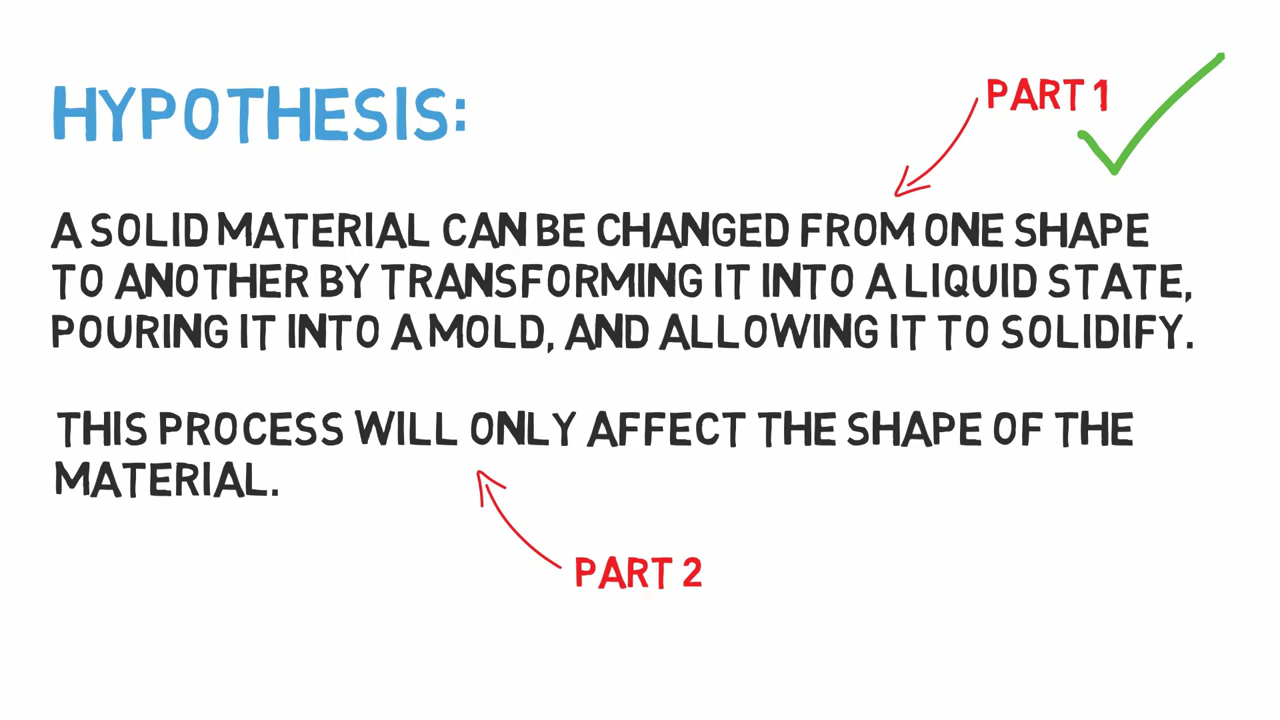 HYPOTHESIS:
PART 1
A SOLID MATERIAL CAN BE CHANGED FROM ONE SHAPE
TO ANOTHER BY TRANSFORMING IT INTO A LIQUID STATE,
POURING IT INTO A MOLD, AND ALLOWING IT TO SOLIDIFY.
THIS PROCESS WILL ONLY AFFECT THE SHAPE OF THE
MATERIAL.
PART 2